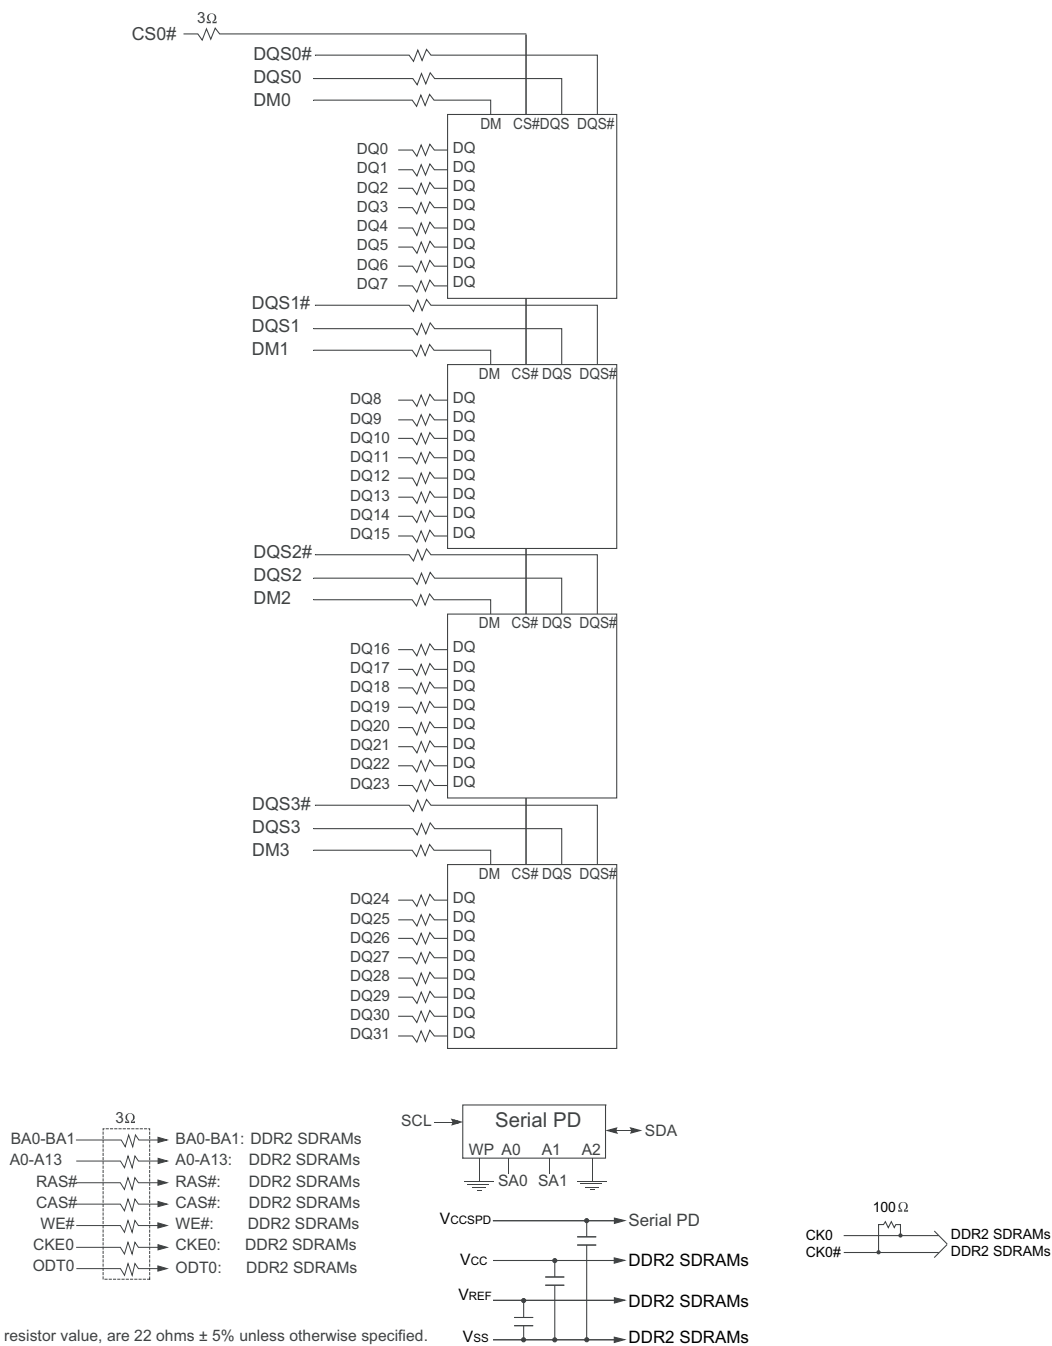 3Ω
CS0#
DQS0#
DQS0
DM0
DM CS# DQS DQS#
DQ0 DQ
DQ1 DQ
DQ2 DQ
DQ3 DQ
DQ4 DQ
DQ5 DQ
DQ6 DQ
DQ7 DQ
DQS1#
DQS1
DM1
DM CS# DQS DQS#
DQ8 DQ
DQ9 DQ
DQ10 DQ
DQ11 DQ
DQ12 DQ
DQ13 DQ
DQ14 DQ
DQ15 DQ
DQS2#
DQS2
DM2
DM CS# DQS DQS#
DQ16 DQ
DQ17 DQ
DQ18 DQ
DQ19 DQ
DQ20 DQ
DQ21 DQ
DQ22 DQ
DQ23 DQ
DQS3#
DQS3
DM3
DM CS# DQS DQS#
DQ24 DQ
DQ25 DQ
DQ26 DQ
DQ27 DQ
DQ28 DQ
DQ29 DQ
DQ30 DQ
DQ31 DQ
3Ω
BA0-BA1 BA0-BA1: DDR2 SDRAMs
A0-A13 A0-A13: DDR2 SDRAMs
RAS# RAS#: DDR2 SDRAMs
CAS# CAS#: DDR2 SDRAMs
WE# WE#: DDR2 SDRAMs
CKE0 CKE0: DDR2 SDRAMs
ODT0 ODT0: DDR2 SDRAMs
SCL Serial PD SDA
WP A0 A1 A2
SA0 SA1
VCCSPD Serial PD
VCC DDR2 SDRAMs
VREF DDR2 SDRAMs
VSS DDR2 SDRAMs
100Ω
CK0 DDR2 SDRAMs
CK0# DDR2 SDRAMs
resistor value, are 22 ohms ± 5% unless otherwise specified.